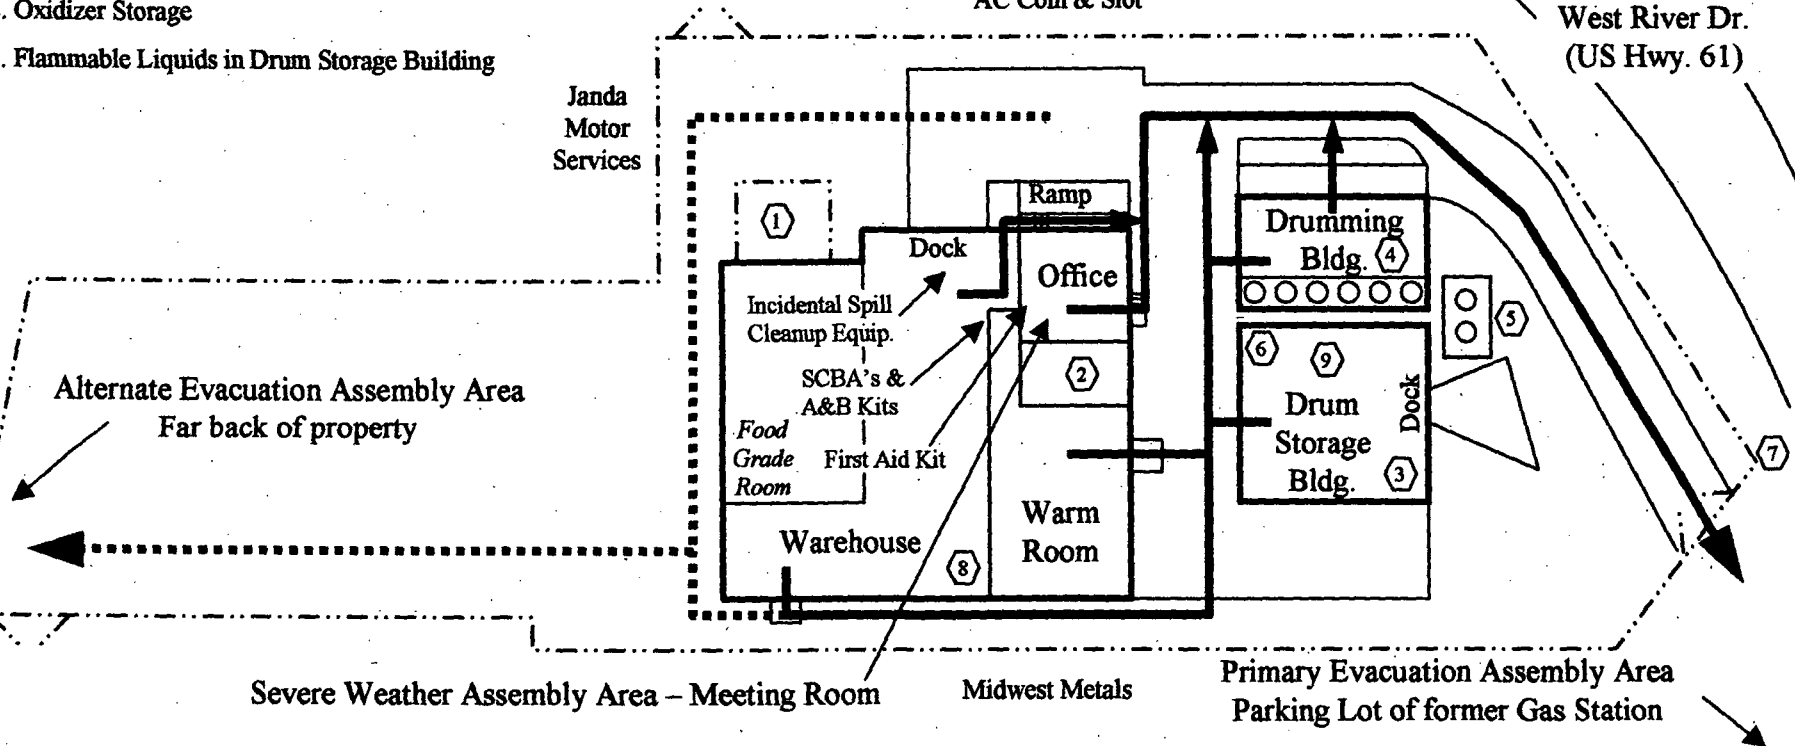 . Oxidizer Storage
AC Coin & Slot
West River Dr.
(US Hwy. 61)
. Flammable Liquids in Drum Storage Building
Janda
Motor
Services
1
Ramp
Dock
Office
Drumming
Bldg. 4
Incidental Spill
Cleanup Equip.
5
6
9
SCBA's &
A&B Kits
2
Drum
Storage
Bldg.
3
Dock
Alternate Evacuation Assembly Area
Far back of property
Food
Grade
Room
First Aid Kit
7
Warm
Room
Warehouse
8
Severe Weather Assembly Area – Meeting Room
Midwest Metals
Primary Evacuation Assembly Area
Parking Lot of former Gas Station